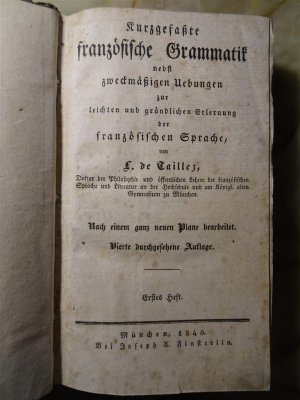 Kurzgefaßte
französische Grammatik
nebst
zweckmäßigen Uebungen
zur
leichten und gründlichen Erlernung
der
französischen Sprache,
von
L. de Taillez,
Doktor der Philosophie und öffentlichen Lehrer der französischen
Sprache und Literatur an der Hochschule und am Königl. alten
Gymnasium zu München.
Nach einem ganz neuen Plane bearbeitet.
Vierte durchgesehene Auflage.
Erstes Heft.
München, 1840.
Bei Joseph A. Finsterlin.